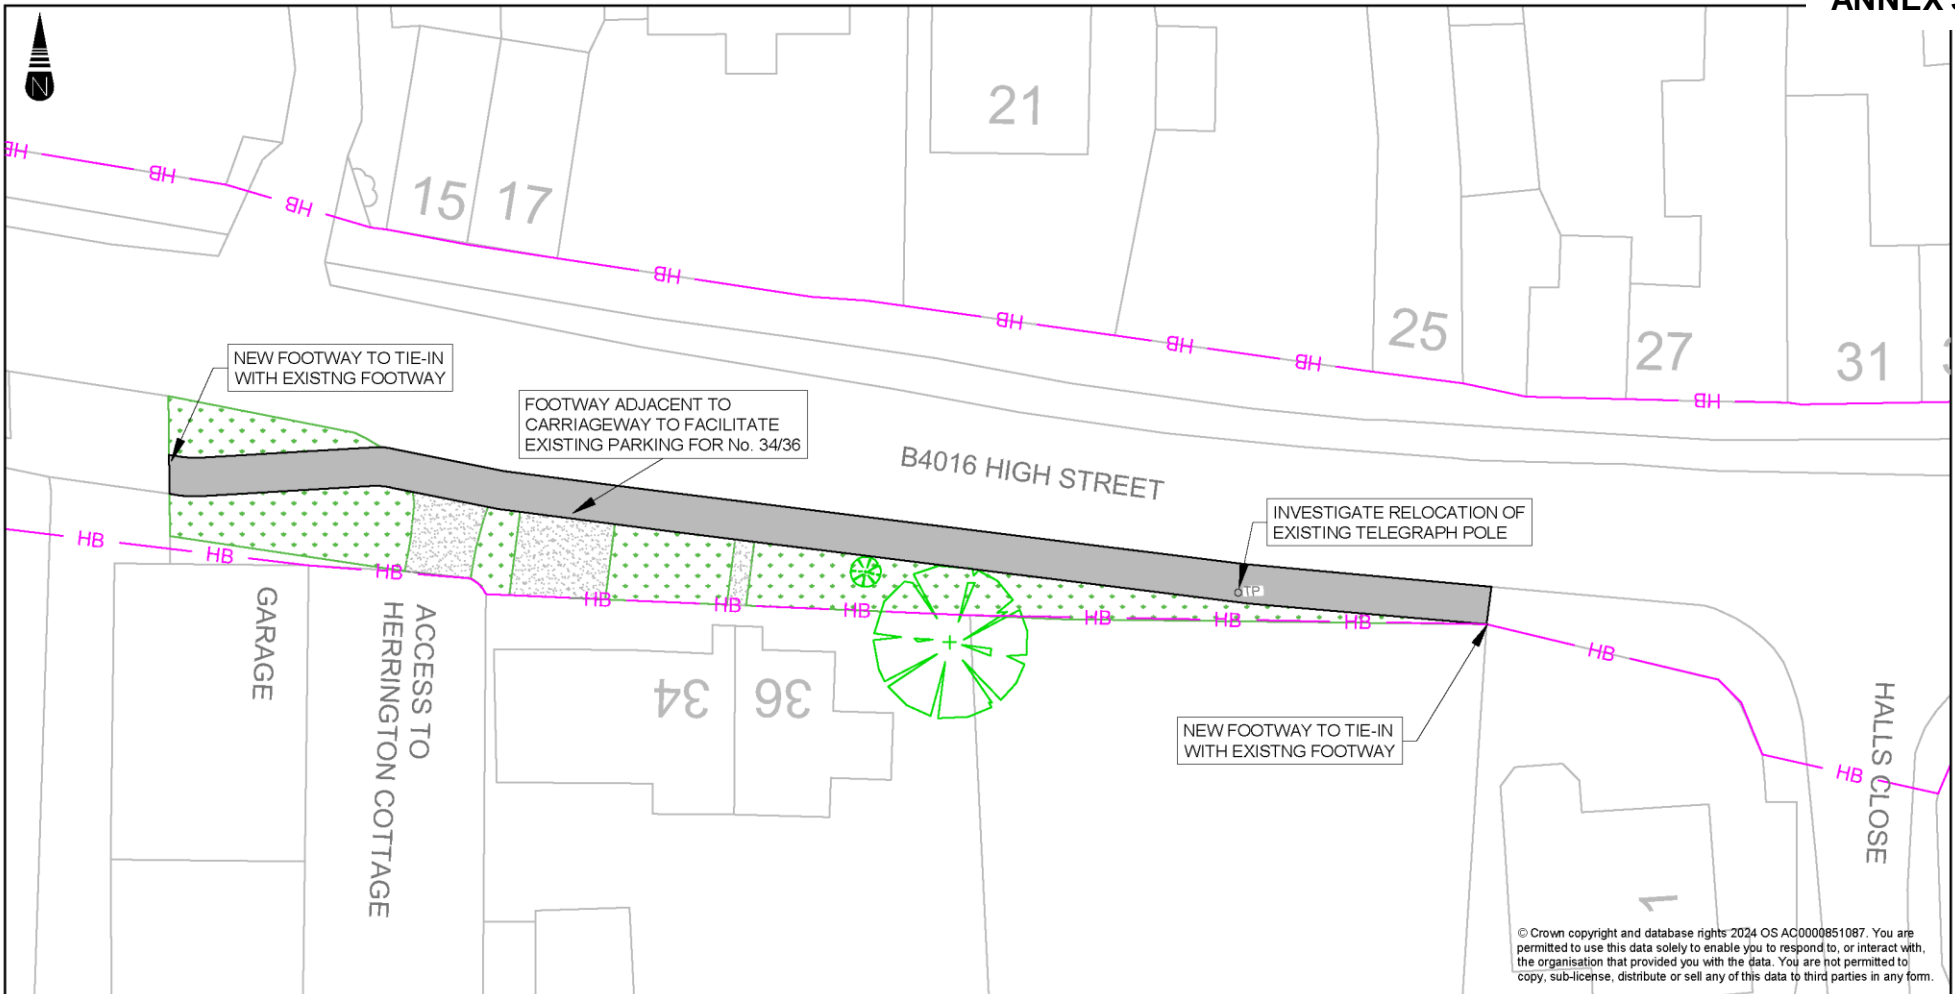 ANNEX
N
21
15
17
HB
HB
HB
HB
HB
HB
HB
25
27
31
HB
NEW FOOTWAY TO TIE-IN
WITH EXISTNG FOOTWAY
FOOTWAY ADJACENT TO
CARRIAGEWAY TO FACILITATE
EXISTING PARKING FOR No. 34/36
B4016 HIGH STREET
INVESTIGATE RELOCATION OF
EXISTING TELEGRAPH POLE
TP
HB
HB
HB
HB
HB
HB
HB
HB
HB
HB
HB
GARAGE
ACCESS TO
HERRINGTON COTTAGE
34
36
NEW FOOTWAY TO TIE-IN
WITH EXISTNG FOOTWAY
HALLS CLOSE
1
© Crown copyright and database rights 2024 OS AC0000851087. You are
permitted to use this data solely to enable you to respond to, or interact with,
the organisation that provided you with the data. You are not permitted to
copy, sub-license, distribute or sell any of this data to third parties in any form.